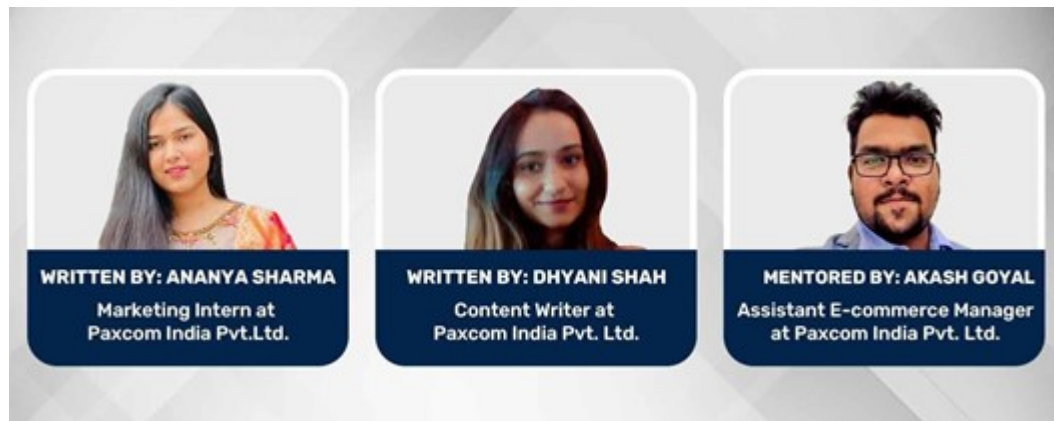 WRITTEN BY: ANANYA SHARMA
Marketing Intern at
Paxcom India Pvt.Ltd.
WRITTEN BY: DHYANI SHAH
Content Writer at
Paxcom India Pvt. Ltd.
MENTORED BY: AKASH GOYAL
Assistant E-commerce Manager
at Paxcom India Pvt. Ltd.